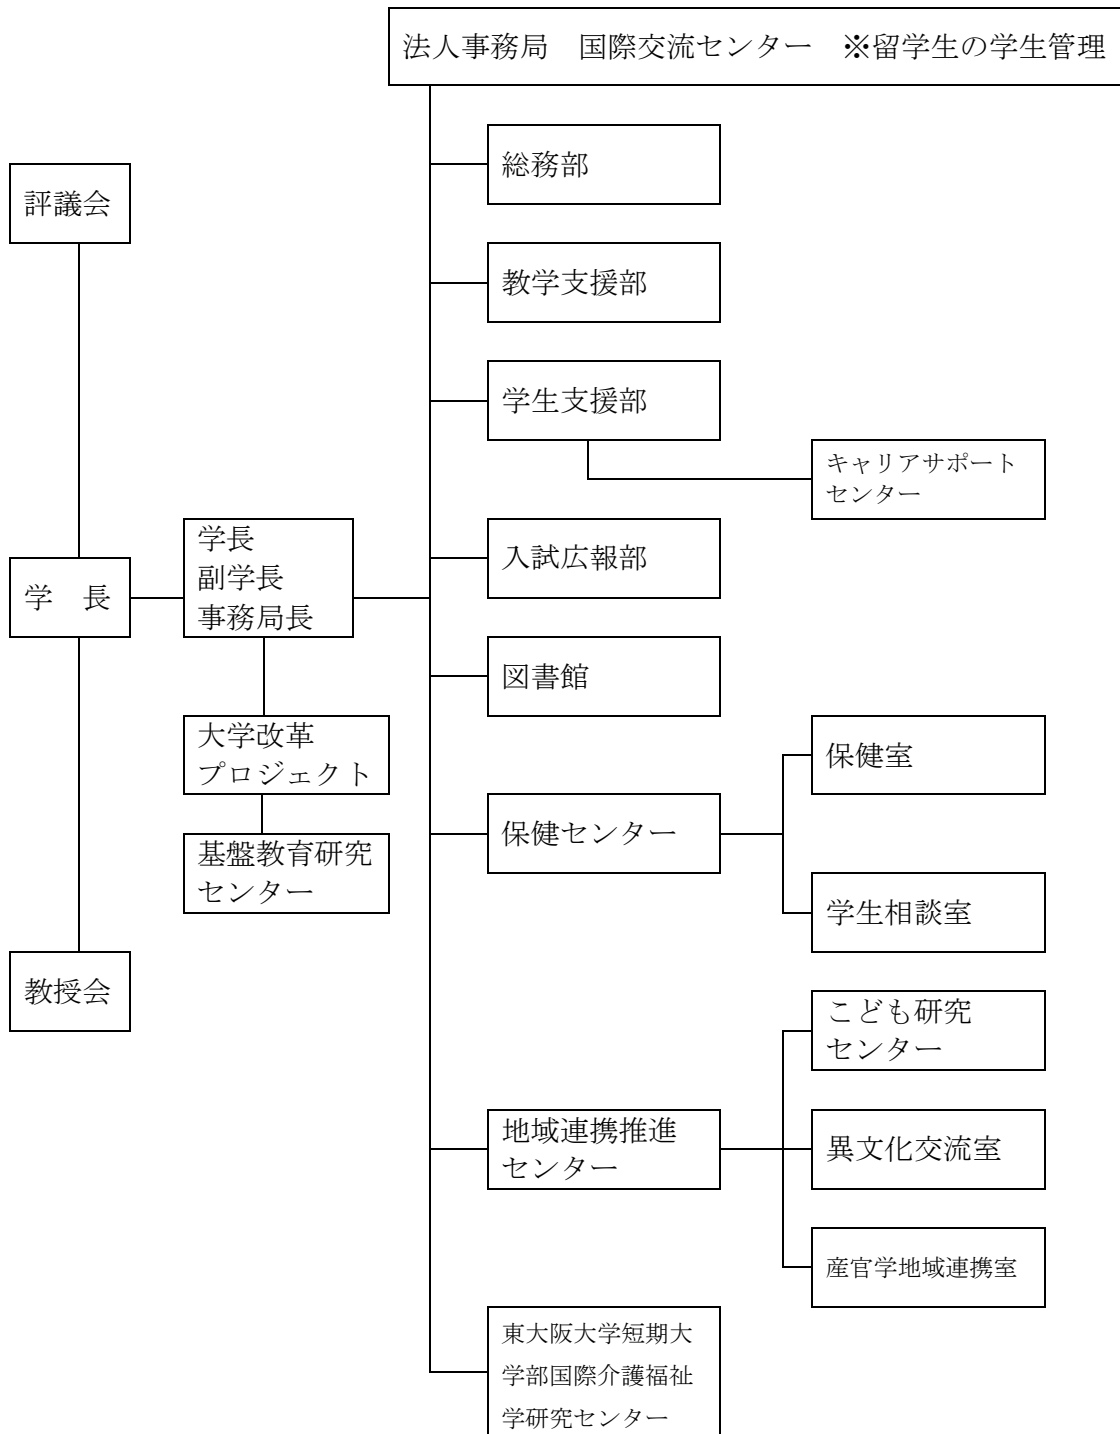 法人事務局　国際交流センター　※留学生の学生管理
総務部
評議会
教学支援部
学生支援部
キャリアサポート
センター
学　長
学長
副学長
事務局長
入試広報部
図書館
大学改革
プロジェクト
保健室
保健センター
基盤教育研究
センター
学生相談室
教授会
こども研究
センター
地域連携推進
センター
異文化交流室
産官学地域連携室
東大阪大学短期大
学部国際介護福祉
学研究センター